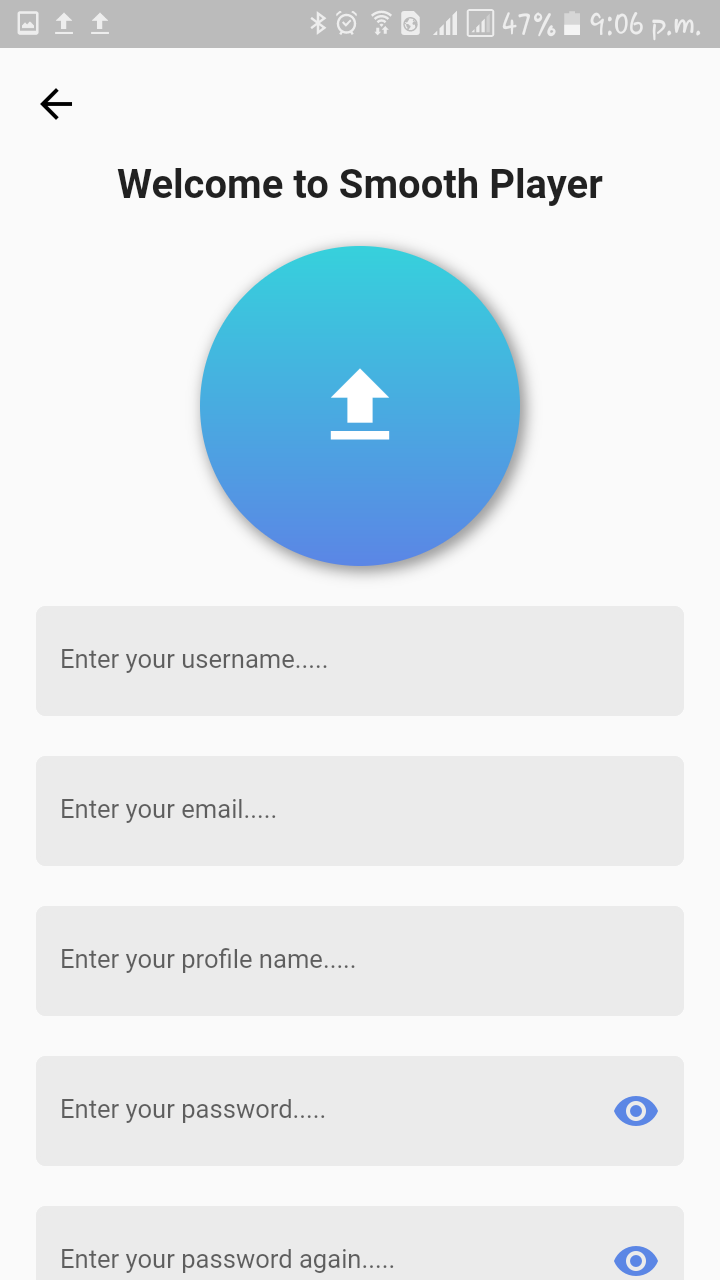 47% 9:06 p.m.
Welcome to Smooth Player
Enter your username.....
Enter your email.....
Enter your profile name.....
Enter your password.....
Enter your password again.....